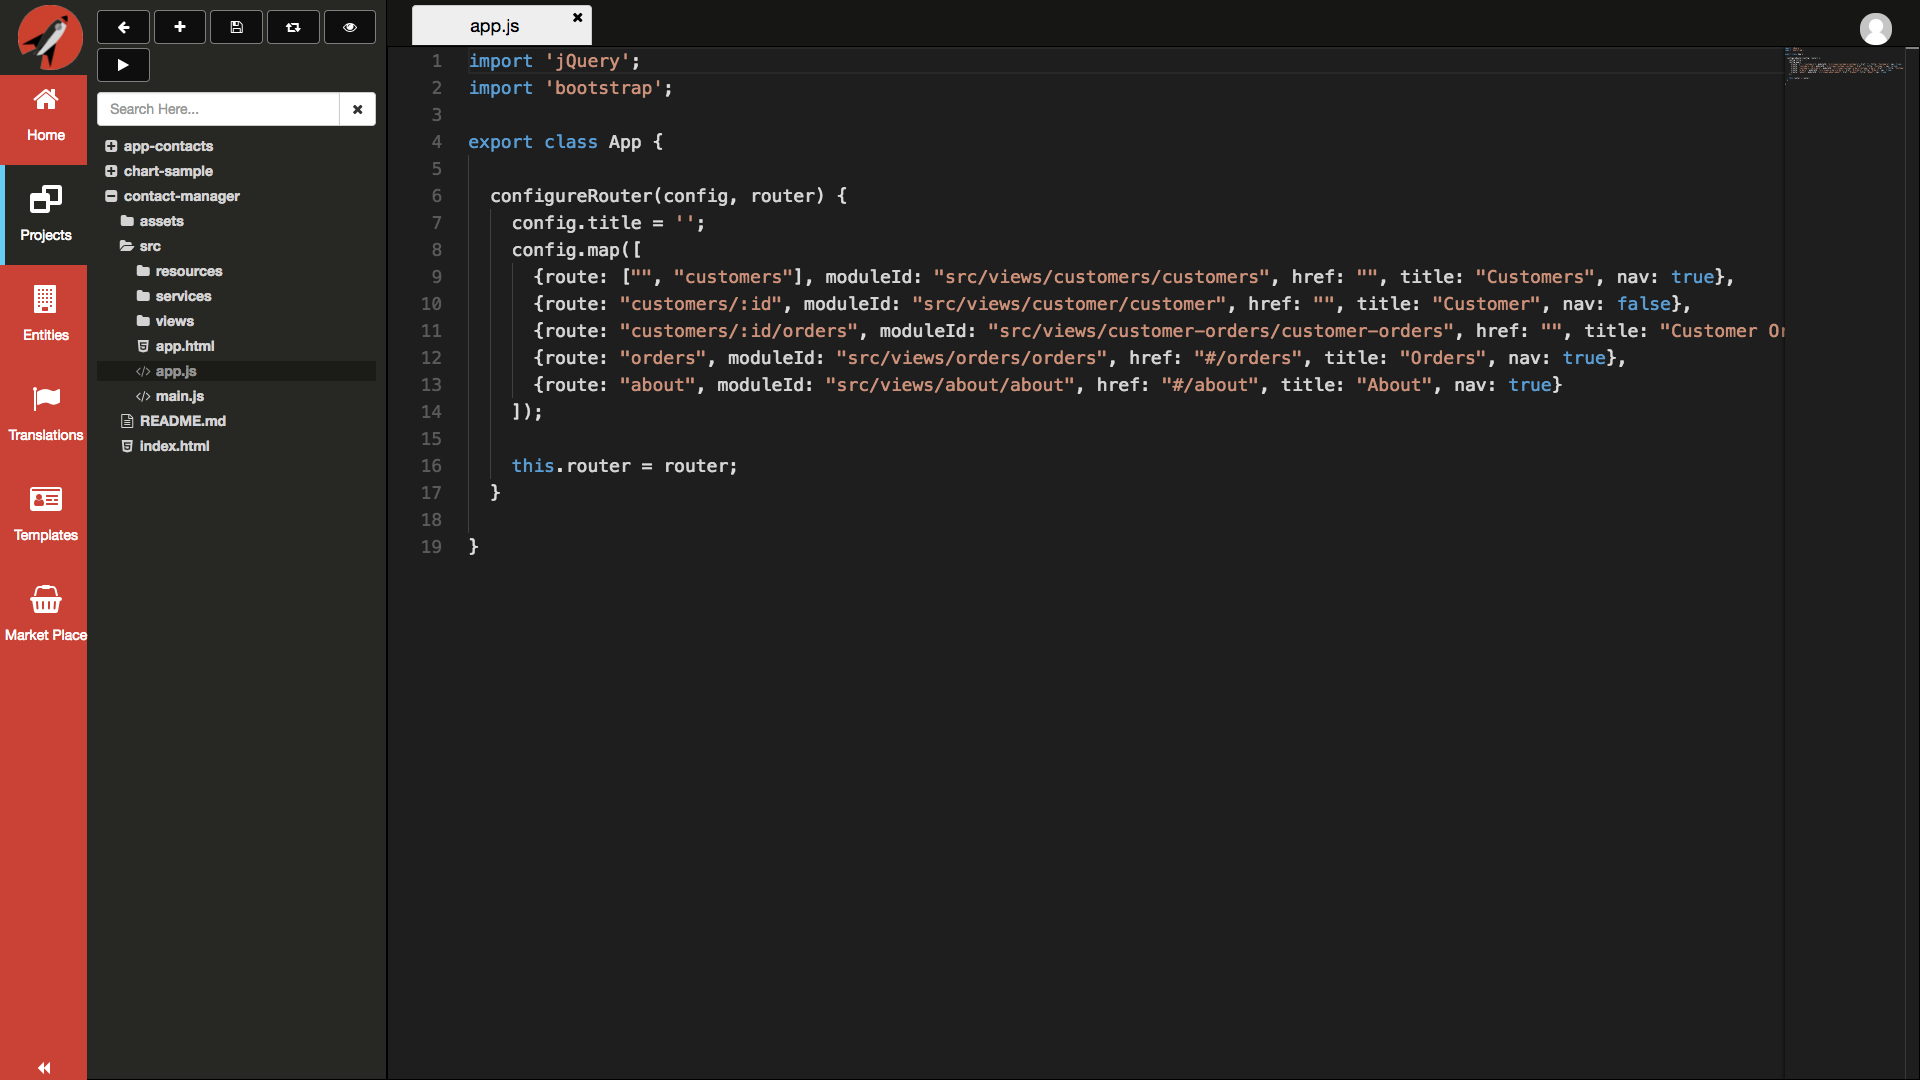 app.js
Search Here...
Home
Projects
Entities
Translations
Templates
Market Place
app-contacts
chart-sample
contact-manager
assets
src
resources
services
views
app.html
app.js
main.js
README.md
index.html
1 import 'jQuery';
2 import 'bootstrap';
3
4 export class App {
5
6 configureRouter(config, router) {
7 config.title = '';
8 config.map([
9 {route: ["", "customers"], moduleId: "src/views/customers/customers", href: "", title: "Customers", nav: true},
10 {route: "customers/:id", moduleId: "src/views/customer/customer", href: "", title: "Customer", nav: false},
11 {route: "customers/:id/orders", moduleId: "src/views/customer-orders/customer-orders", href: "", title: "Customer Or
12 {route: "orders", moduleId: "src/views/orders/orders", href: "#/orders", title: "Orders", nav: true},
13 {route: "about", moduleId: "src/views/about/about", href: "#/about", title: "About", nav: true}
14 ]);
15
16 this.router = router;
17 }
18
19 }